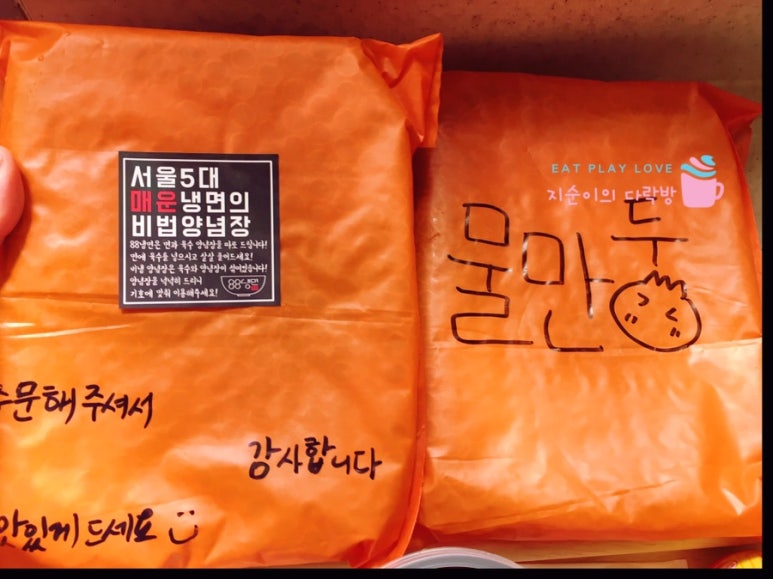 서울5대
매운냉면의
비법양념장
88냉면은 면과 육수 양념장을 따로 드립니다!
면에 육수를 넣으시고 살살 풀어드세요!
비냉 양념장은 육수와 양념장이 섞여있습니다!
양념장을 넉넉히 드리니
기호에 맞춰 이용해주세요!
88냉면
주문해 주셔서
감사합니다
맛있게 드세요
EAT PLAY LOVE
지순이의 다락방
물만두